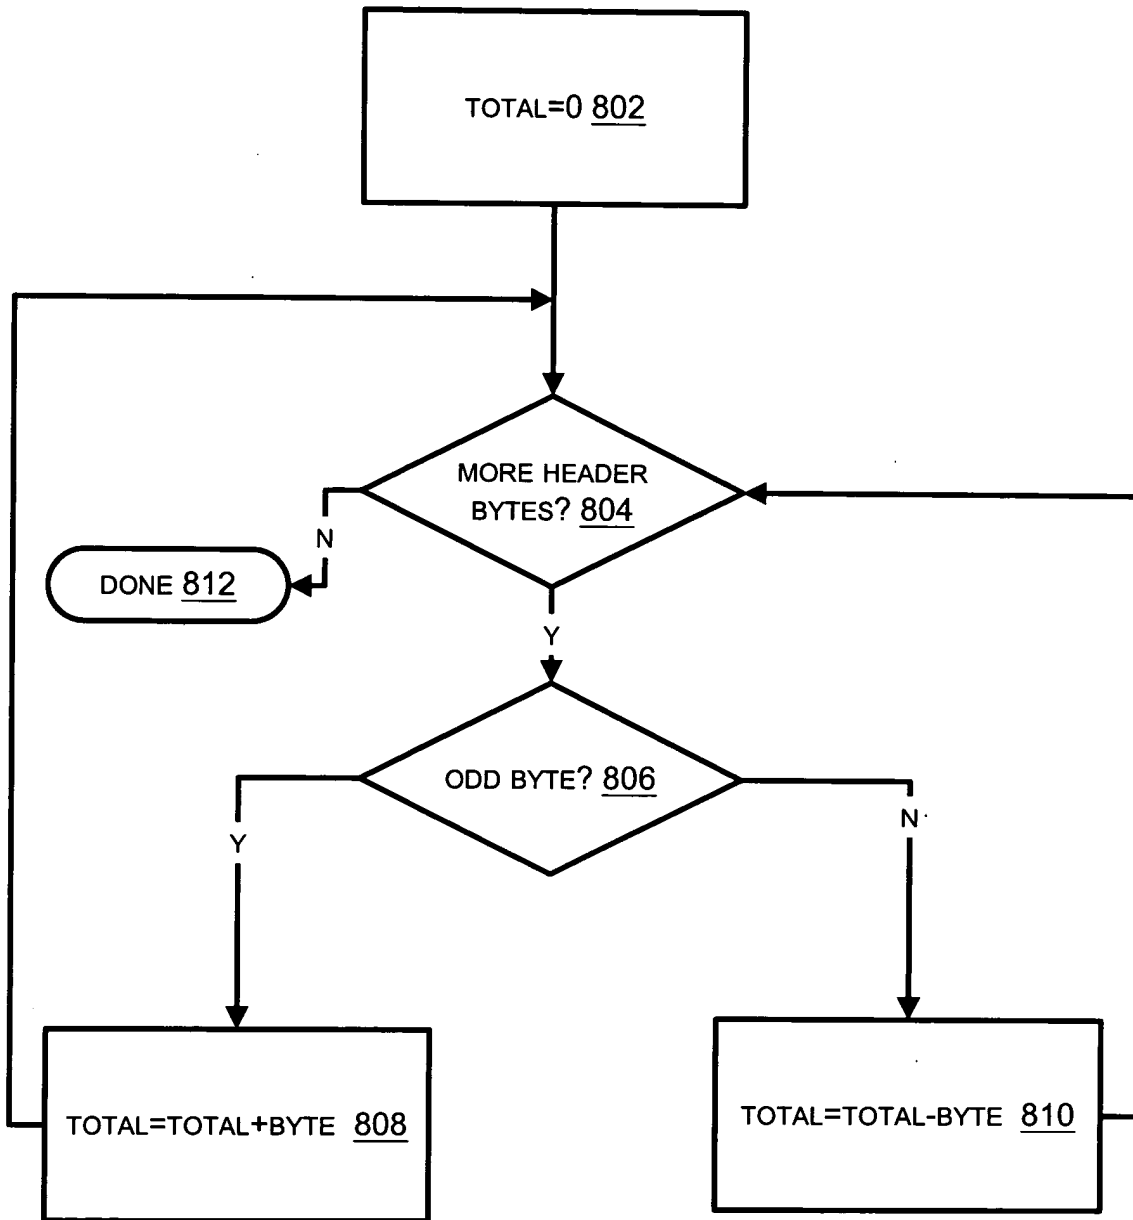 TOTAL=0 802
MORE HEADER
BYTES? 804
N
DONE 812
Y
ODD BYTE? 806
Y
N
TOTAL=TOTAL+BYTE 808
TOTAL=TOTAL-BYTE 810